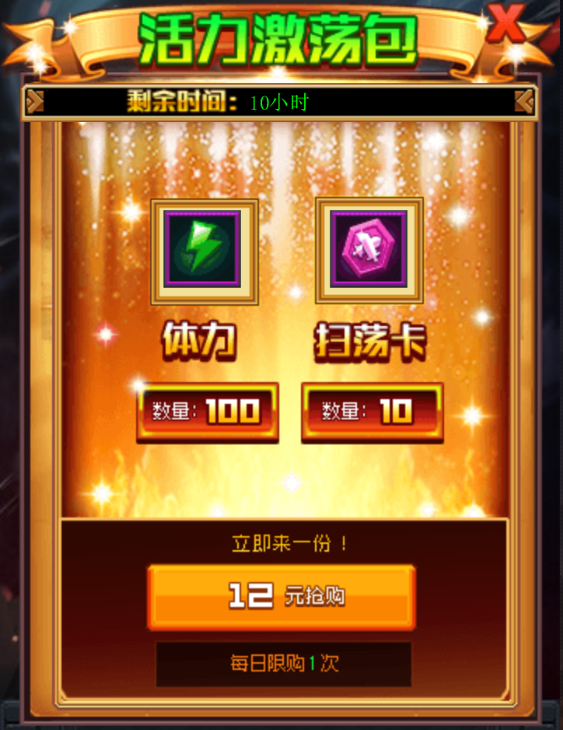 活力激荡包
剩余时间：10小时
体力 扫荡卡
数量：100 数量：10
立即来一份！
12 元抢购
每日限购1次